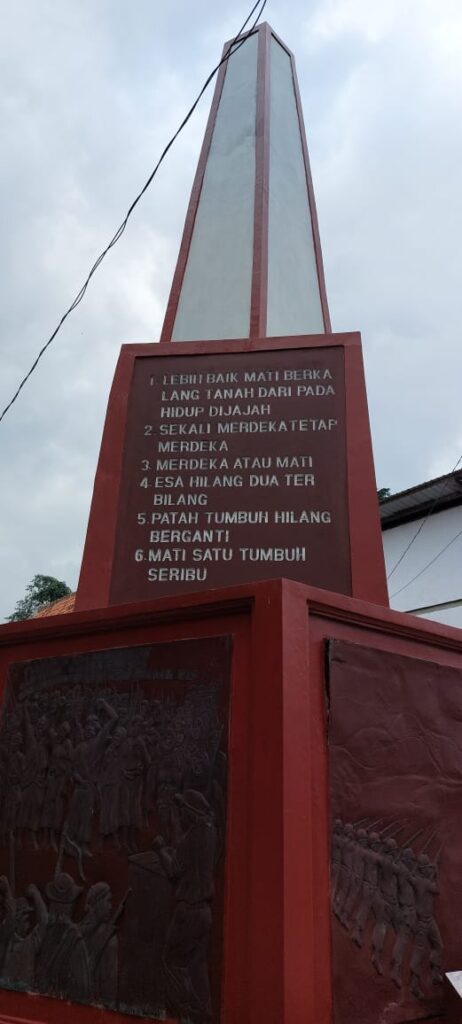 1. LEBIH BAIK MATI BERKA
LANG TANAH DARI PADA
HIDUP DIJAJAH
2. SEKALI MERDEKA TETAP
MERDEKA
3. MERDEKA ATAU MATI
4. ESA HILANG DUA TER
BILANG
5. PATAH TUMBUH HILANG
BERGANTI
6. MATI SATU TUMBUH
SERIBU